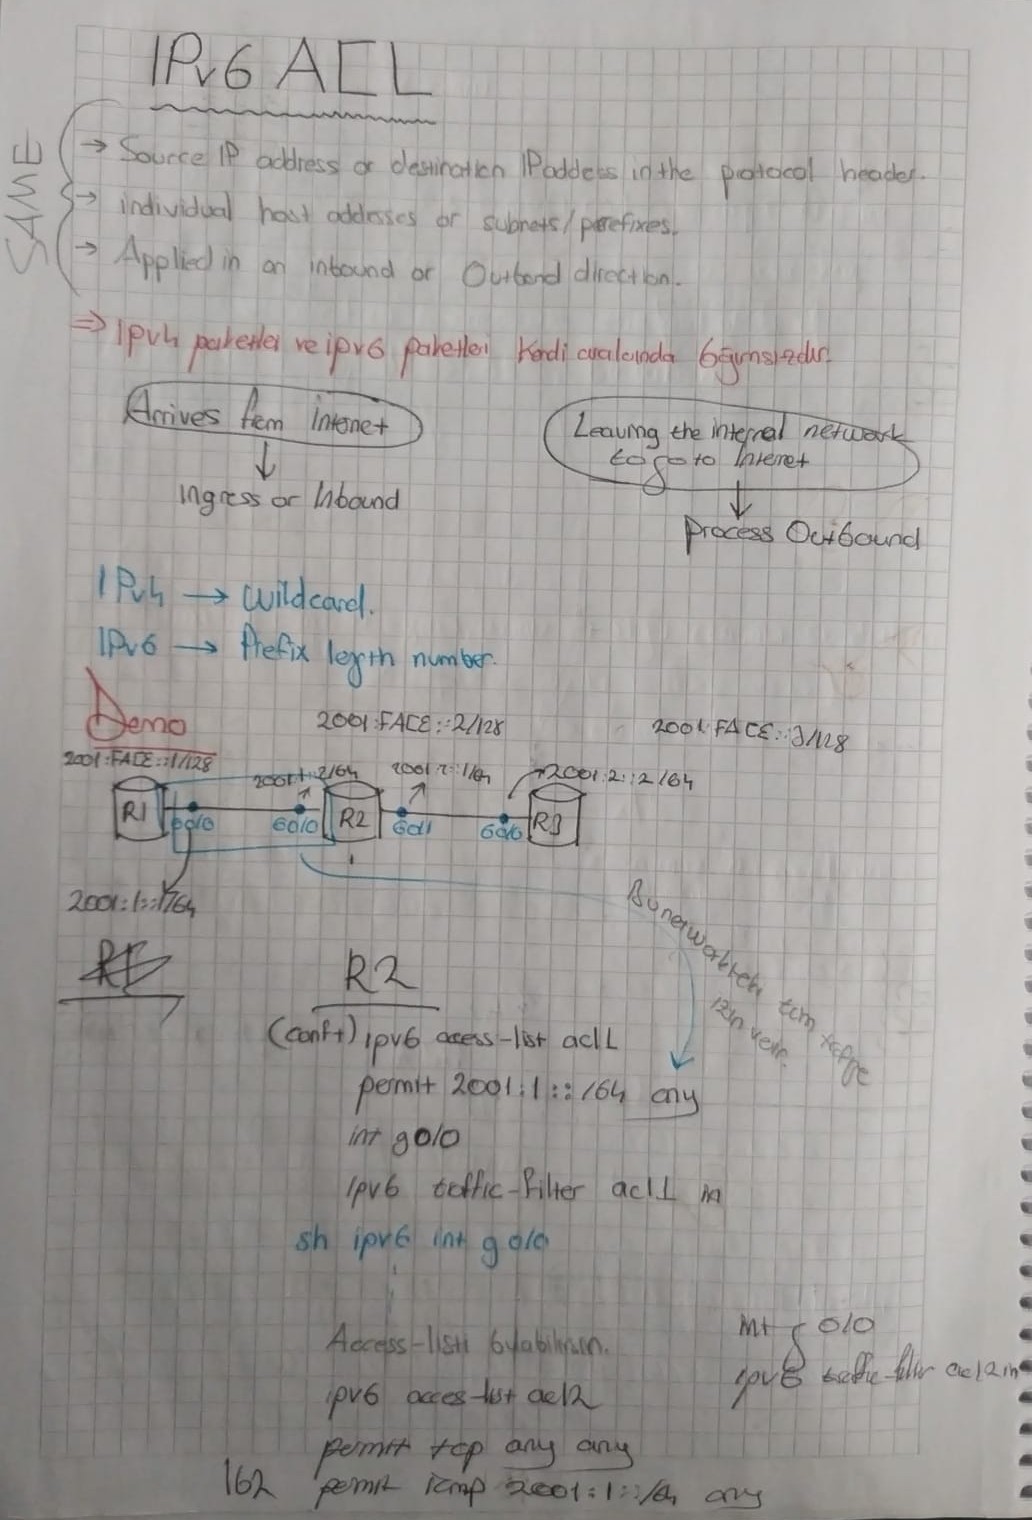 IPv6 ACL
SAME
→ Source IP address or destination IP address in the protocol header.
→ individual host addresses or subnets/prefixes.
→ Applied in an inbound or Outbond direction.
⇒ Ipv4 paketleri ve ipv6 paketleri kendi aralarında bağımsızdır.
Arrives from Internet
Leaving the internal network
to go to Internet
↓
Ingress or Inbound
↓
Process Outbound
IPv4 → Wildcard.
IPv6 → Prefix length number.
Demo
2001:FACE::2/128
2001:FACE::3/128
2001:FACE::1/128
2001:1::2/64
2001:2::1/64
2001:2::2/64
R1
G0/0
G0/0
R2
G0/1
G0/0
R3
2001:1::1/64
Bu networkten tüm trafiğe
izin verir.
R2
(conft) ipv6 access-list acl1
permit 2001:1::/64 any
int g0/0
ipv6 traffic-filter acl1 in
sh ipv6 int g0/0
Access-listi
int g 0/0
ipv6 traffic-filter acl2 in
ipv6 acces-list acl2
permit tcp any any
162
permit icmp 2001:1::/64 any